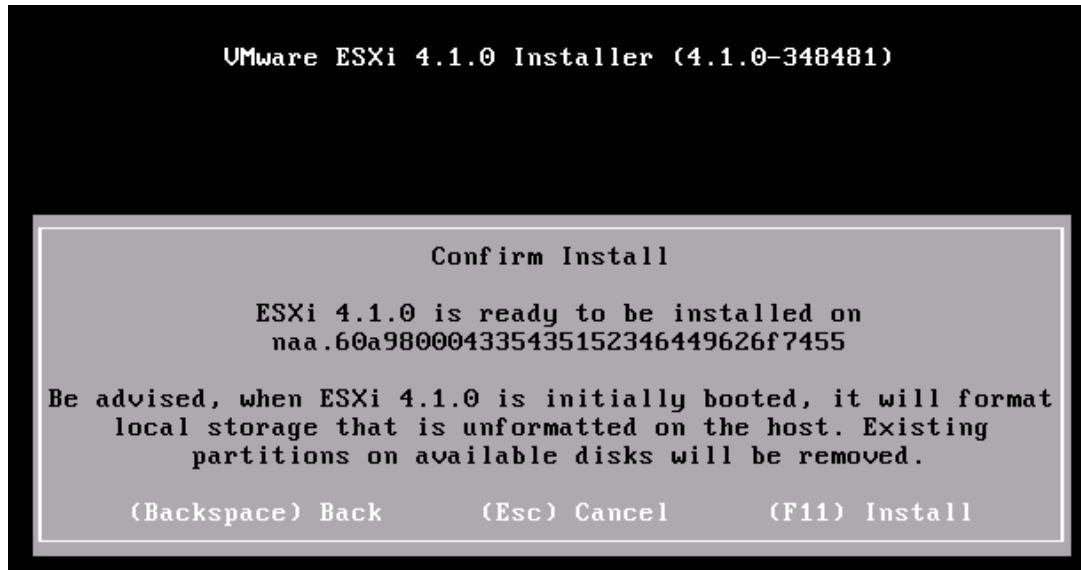 VMware ESXi 4.1.0 Installer (4.1.0-348481)
Confirm Install
ESXi 4.1.0 is ready to be installed on
naa.60a98000433543515234644962​6f7455
Be advised, when ESXi 4.1.0 is initially booted, it will format
local storage that is unformatted on the host. Existing
partitions on available disks will be removed.
(Backspace) Back (Esc) Cancel (F11) Install